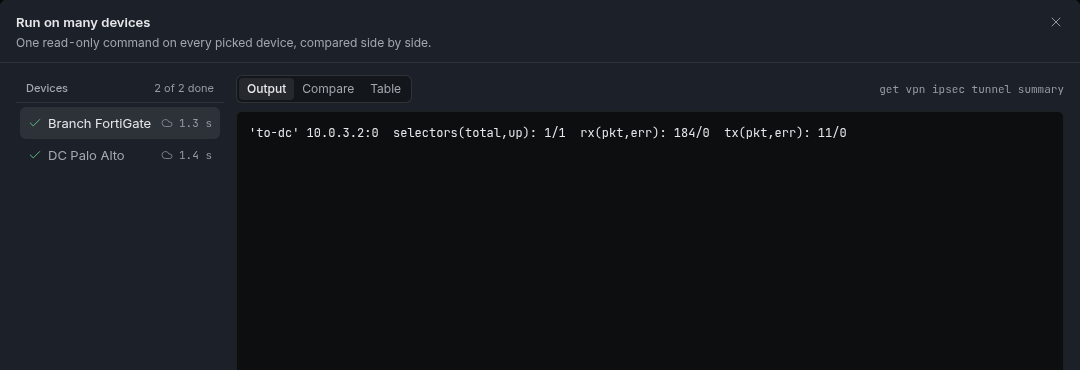 Run on many devices
One read-only command on every picked device, compared side by side.
Devices 2 of 2 done
Output Compare Table
get vpn ipsec tunnel summary
Branch FortiGate 1.3 s
DC Palo Alto 1.4 s
'to-dc' 10.0.3.2:0  selectors(total,up): 1/1  rx(pkt,err): 184/0  tx(pkt,err): 11/0